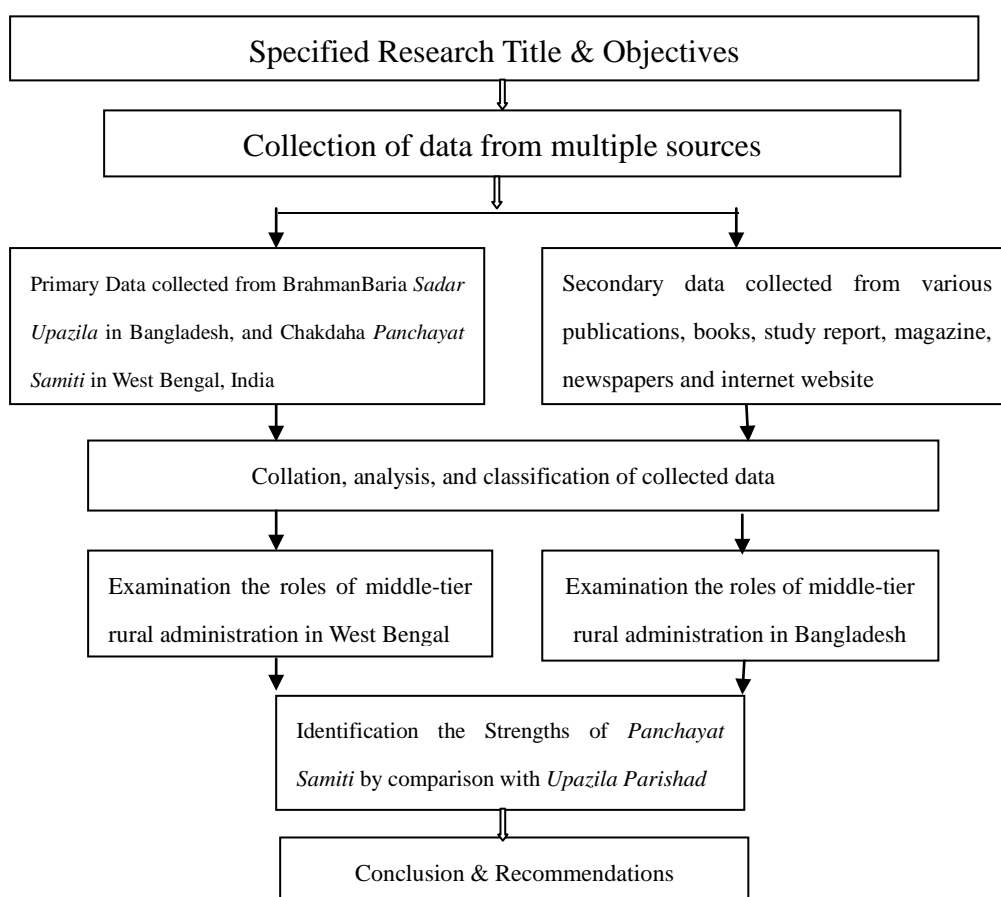 Specified Research Title & Objectives
Collection of data from multiple sources
Primary Data collected from BrahmanBaria Sadar
Upazila in Bangladesh, and Chakdaha Panchayat
Samiti in West Bengal, India
Secondary data collected from various
publications, books, study report, magazine,
newspapers and internet website
Collation, analysis, and classification of collected data
Examination the roles of middle-tier
rural administration in West Bengal
Examination the roles of middle-tier
rural administration in Bangladesh
Identification the Strengths of Panchayat
Samiti by comparison with Upazila Parishad
Conclusion & Recommendations